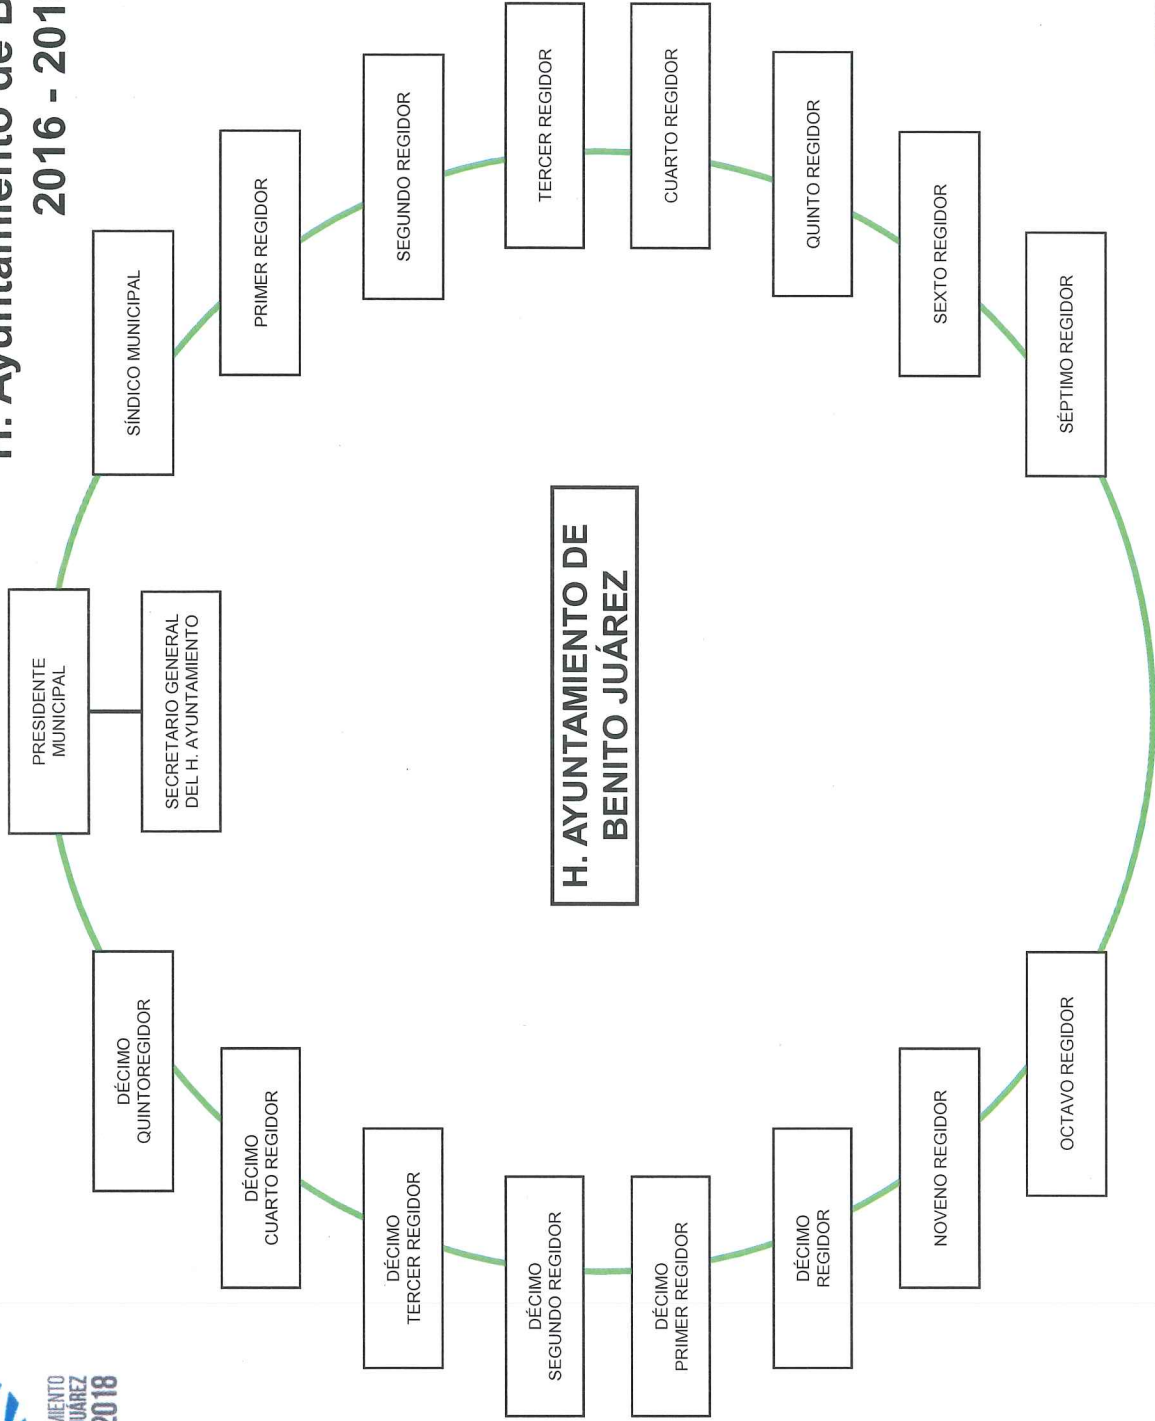 H. Ayuntamiento de B
2016 - 201
MIENTO
UÁREZ
2018
PRESIDENTE
MUNICIPAL
SECRETARIO GENERAL
DEL H. AYUNTAMIENTO
SÍNDICO MUNICIPAL
PRIMER REGIDOR
SEGUNDO REGIDOR
TERCER REGIDOR
CUARTO REGIDOR
QUINTO REGIDOR
SEXTO REGIDOR
SÉPTIMO REGIDOR
OCTAVO REGIDOR
NOVENO REGIDOR
DÉCIMO
REGIDOR
DÉCIMO
PRIMER REGIDOR
DÉCIMO
SEGUNDO REGIDOR
DÉCIMO
TERCER REGIDOR
DÉCIMO
CUARTO REGIDOR
DÉCIMO
QUINTOREGIDOR
H. AYUNTAMIENTO DE
BENITO JUÁREZ